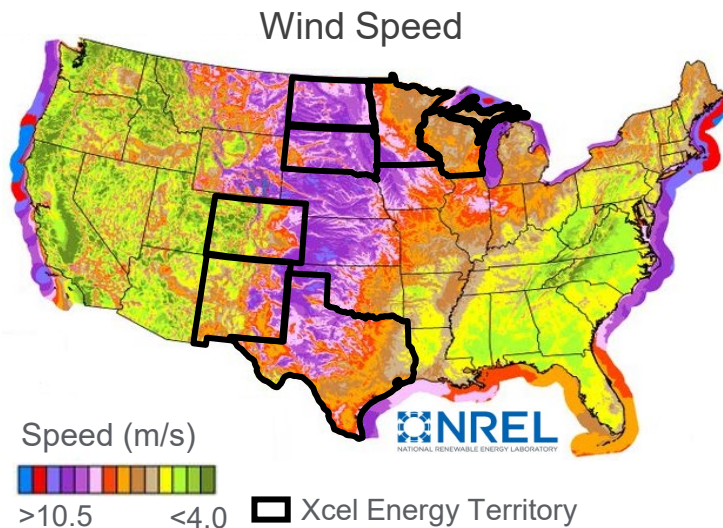 Wind Speed
NREL
NATIONAL RENEWABLE ENERGY LABORATORY
Speed (m/s)
>10.5 <4.0
Xcel Energy Territory